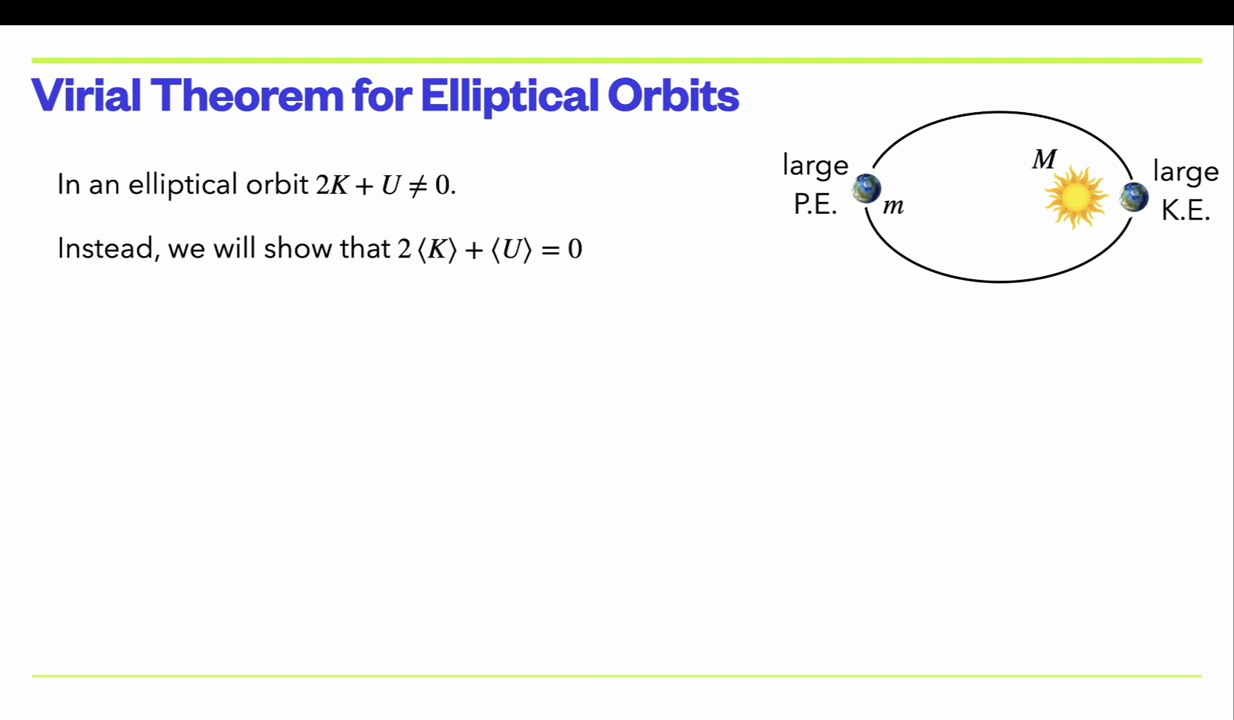 Virial Theorem for Elliptical Orbits
In an elliptical orbit 2K + U ≠ 0.
Instead, we will show that 2⟨K⟩ + ⟨U⟩ = 0
large
P.E.
m
M
large
K.E.